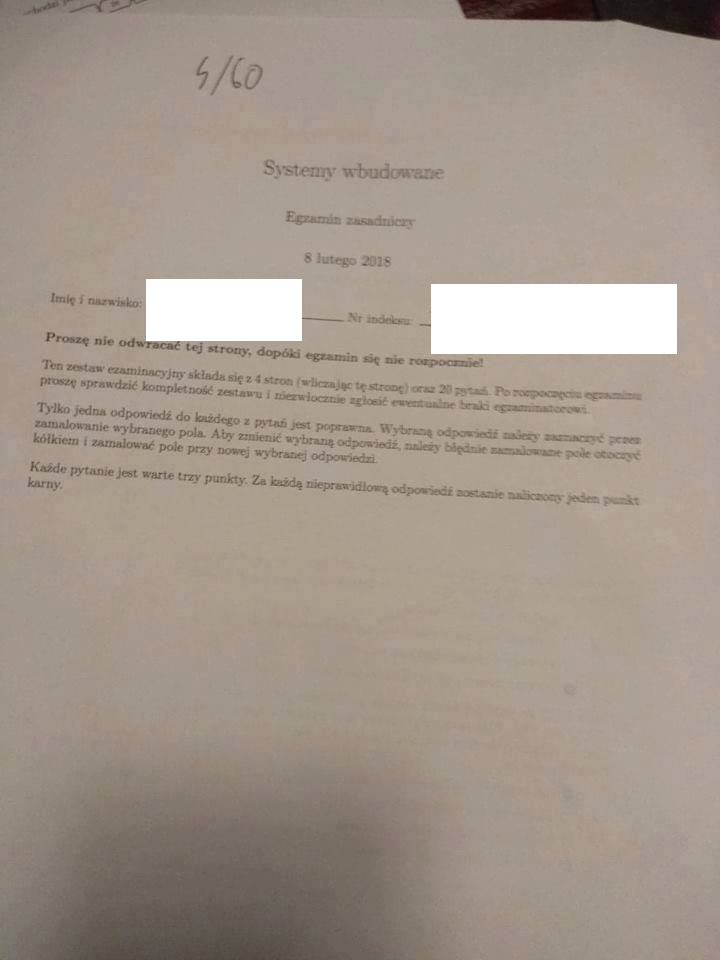 /60
Systemy wbudowane
Egzamin zasadniczy
8 lutego 2018
Imię i nazwisko: Nr indeksu:
Proszę nie odwracać tej strony, dopóki egzamin się nie rozpocznie!
Ten zestaw ezaminacyjny składa się z 4 stron (wliczając tę stronę) oraz 20 pytań. Po rozpoczęciu egzaminu
proszę sprawdzić kompletność zestawu i niezwłocznie zgłosić ewentualne braki egzaminatorowi.
Tylko jedna odpowiedź do każdego z pytań jest poprawna. Wybraną odpowiedź należy zaznaczyć przez
zamalowanie wybranego pola. Aby zmienić wybraną odpowiedź, należy błędnie zamalowane pole otoczyć
kółkiem i zamalować pole przy nowej wybranej odpowiedzi.
Każde pytanie jest warte trzy punkty. Za każdą nieprawidłową odpowiedź zostanie naliczony jeden punkt
karny.